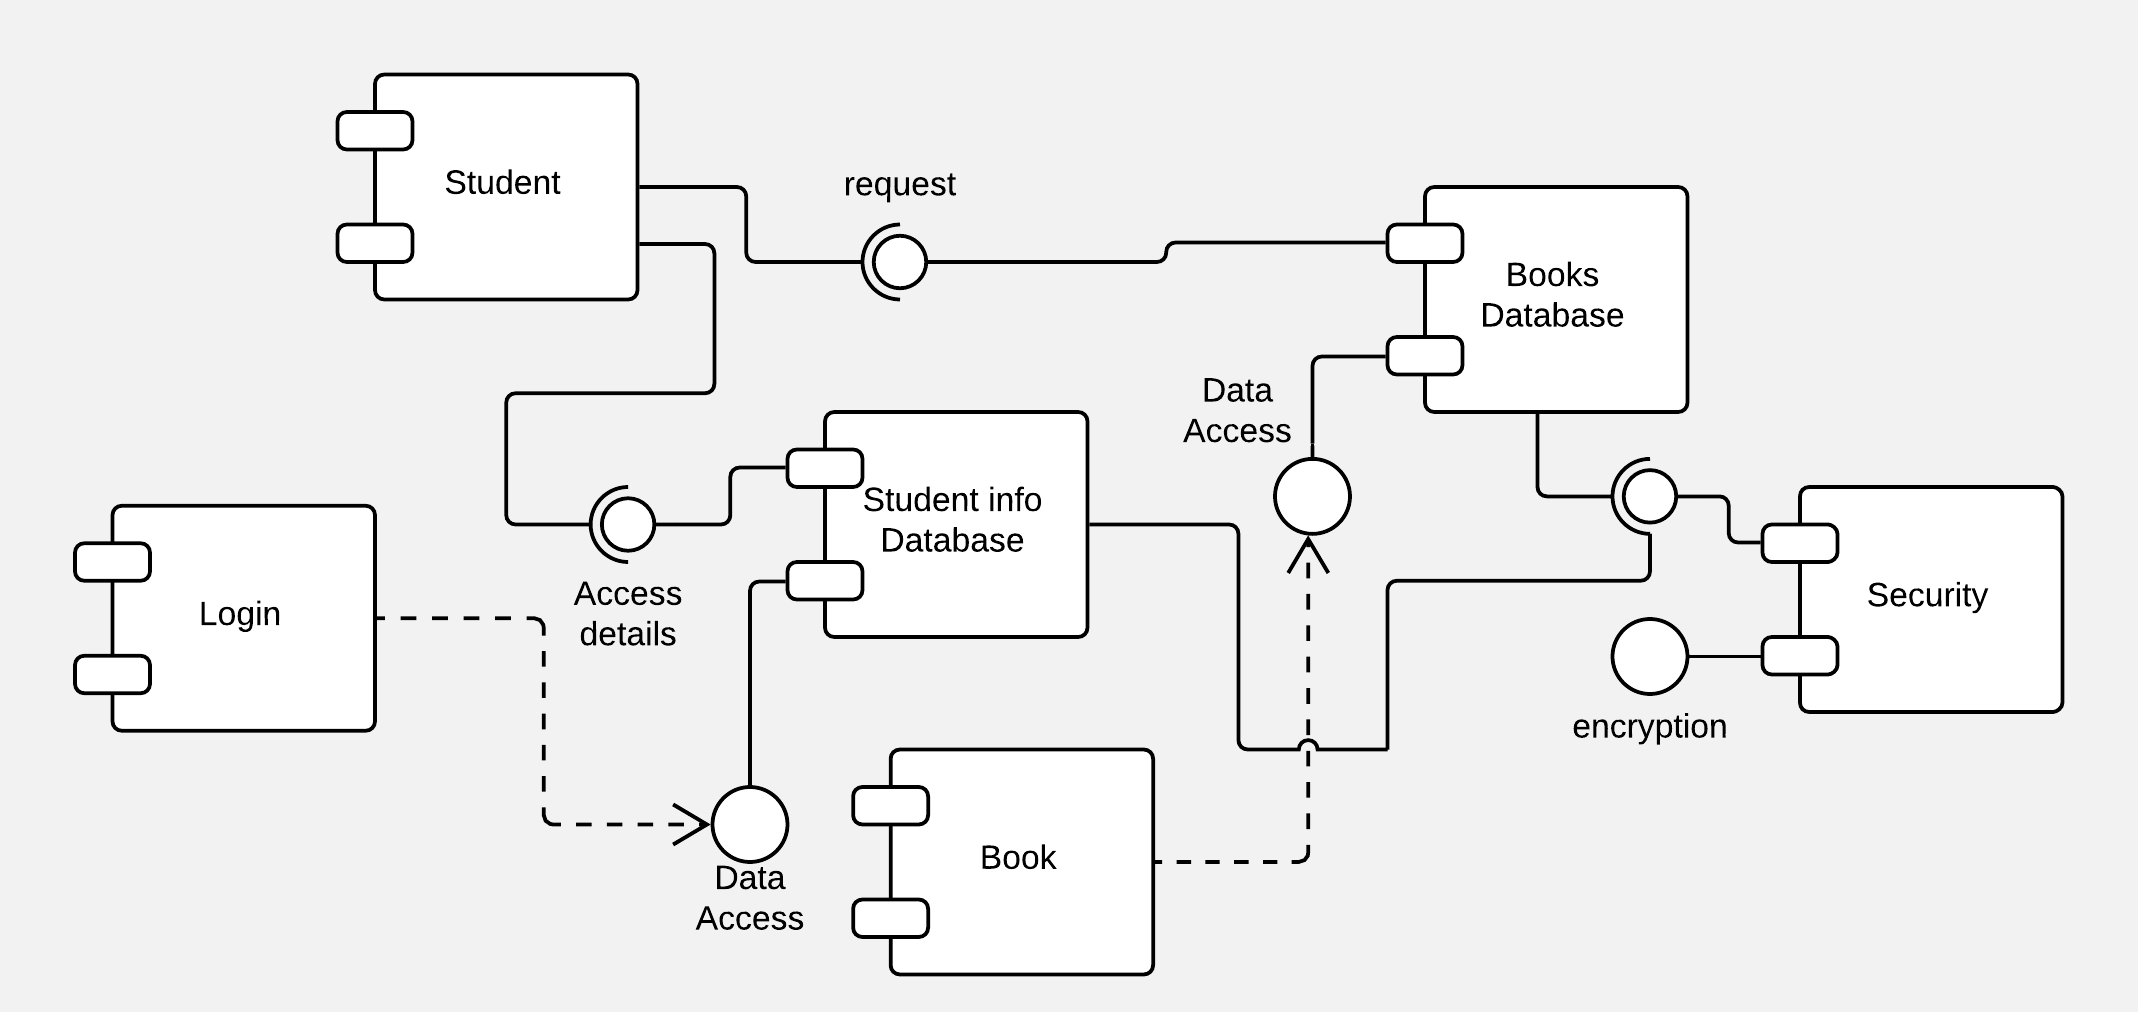 Student
request
Books
Database
Data
Access
Student info
Database
Access
details
Login
Security
encryption
Book
Data
Access